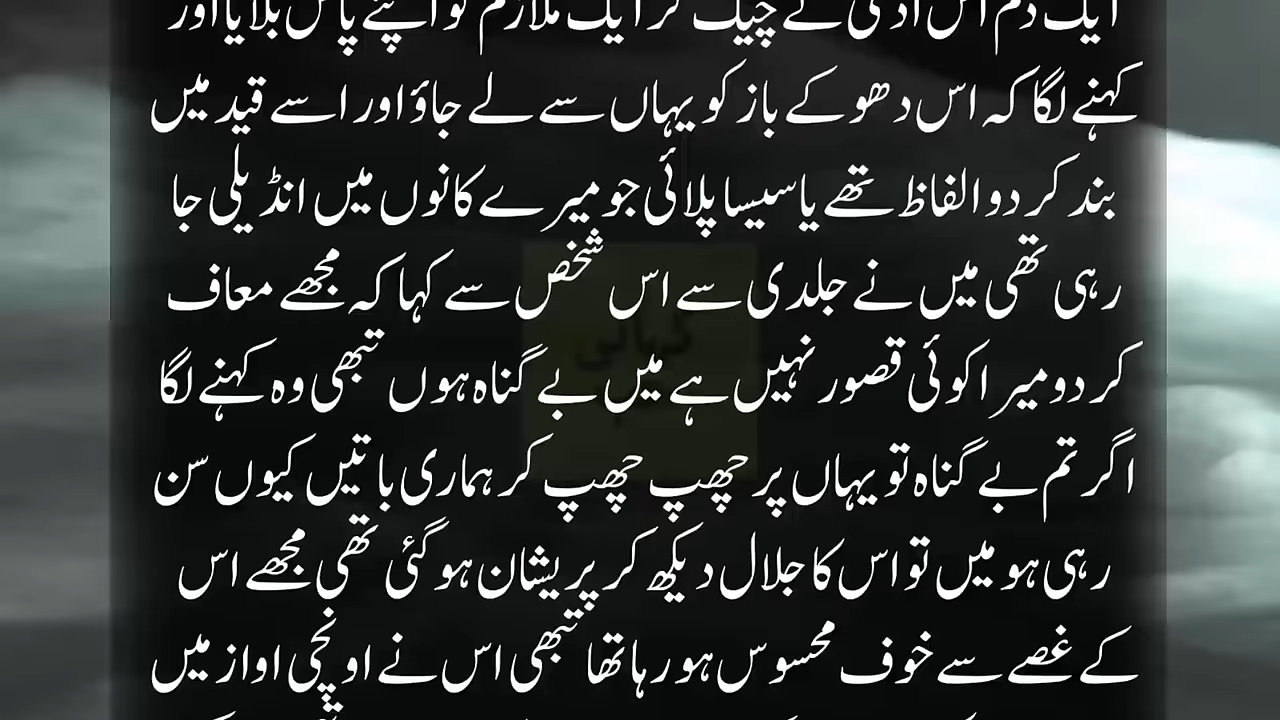 ایک دم اس ادمی نے چیک کر ایک ملازم کو اپنے پاس بلایا اور
کہنے لگا کہ اس دھوکے باز کو یہاں سے لے جاؤ اور اسے قید میں
بند کر دو الفاظ تھے یا سیسا پلائی جو میرے کانوں میں انڈیلی جا
رہی تھی میں نے جلدی سے اس شخص سے کہا کہ مجھے معاف
کر دو میرا کوئی قصور نہیں ہے میں بے گناہ ہوں تبھی وہ کہنے لگا
اگر تم بے گناہ تو یہاں پر چھپ چھپ کر ہماری باتیں کیوں سن
رہی ہو میں تو اس کا جلال دیکھ کر پریشان ہو گئی تھی مجھے اس
کے غصے سے خوف محسوس ہو رہا تھا تبھی اس نے اونچی اواز میں